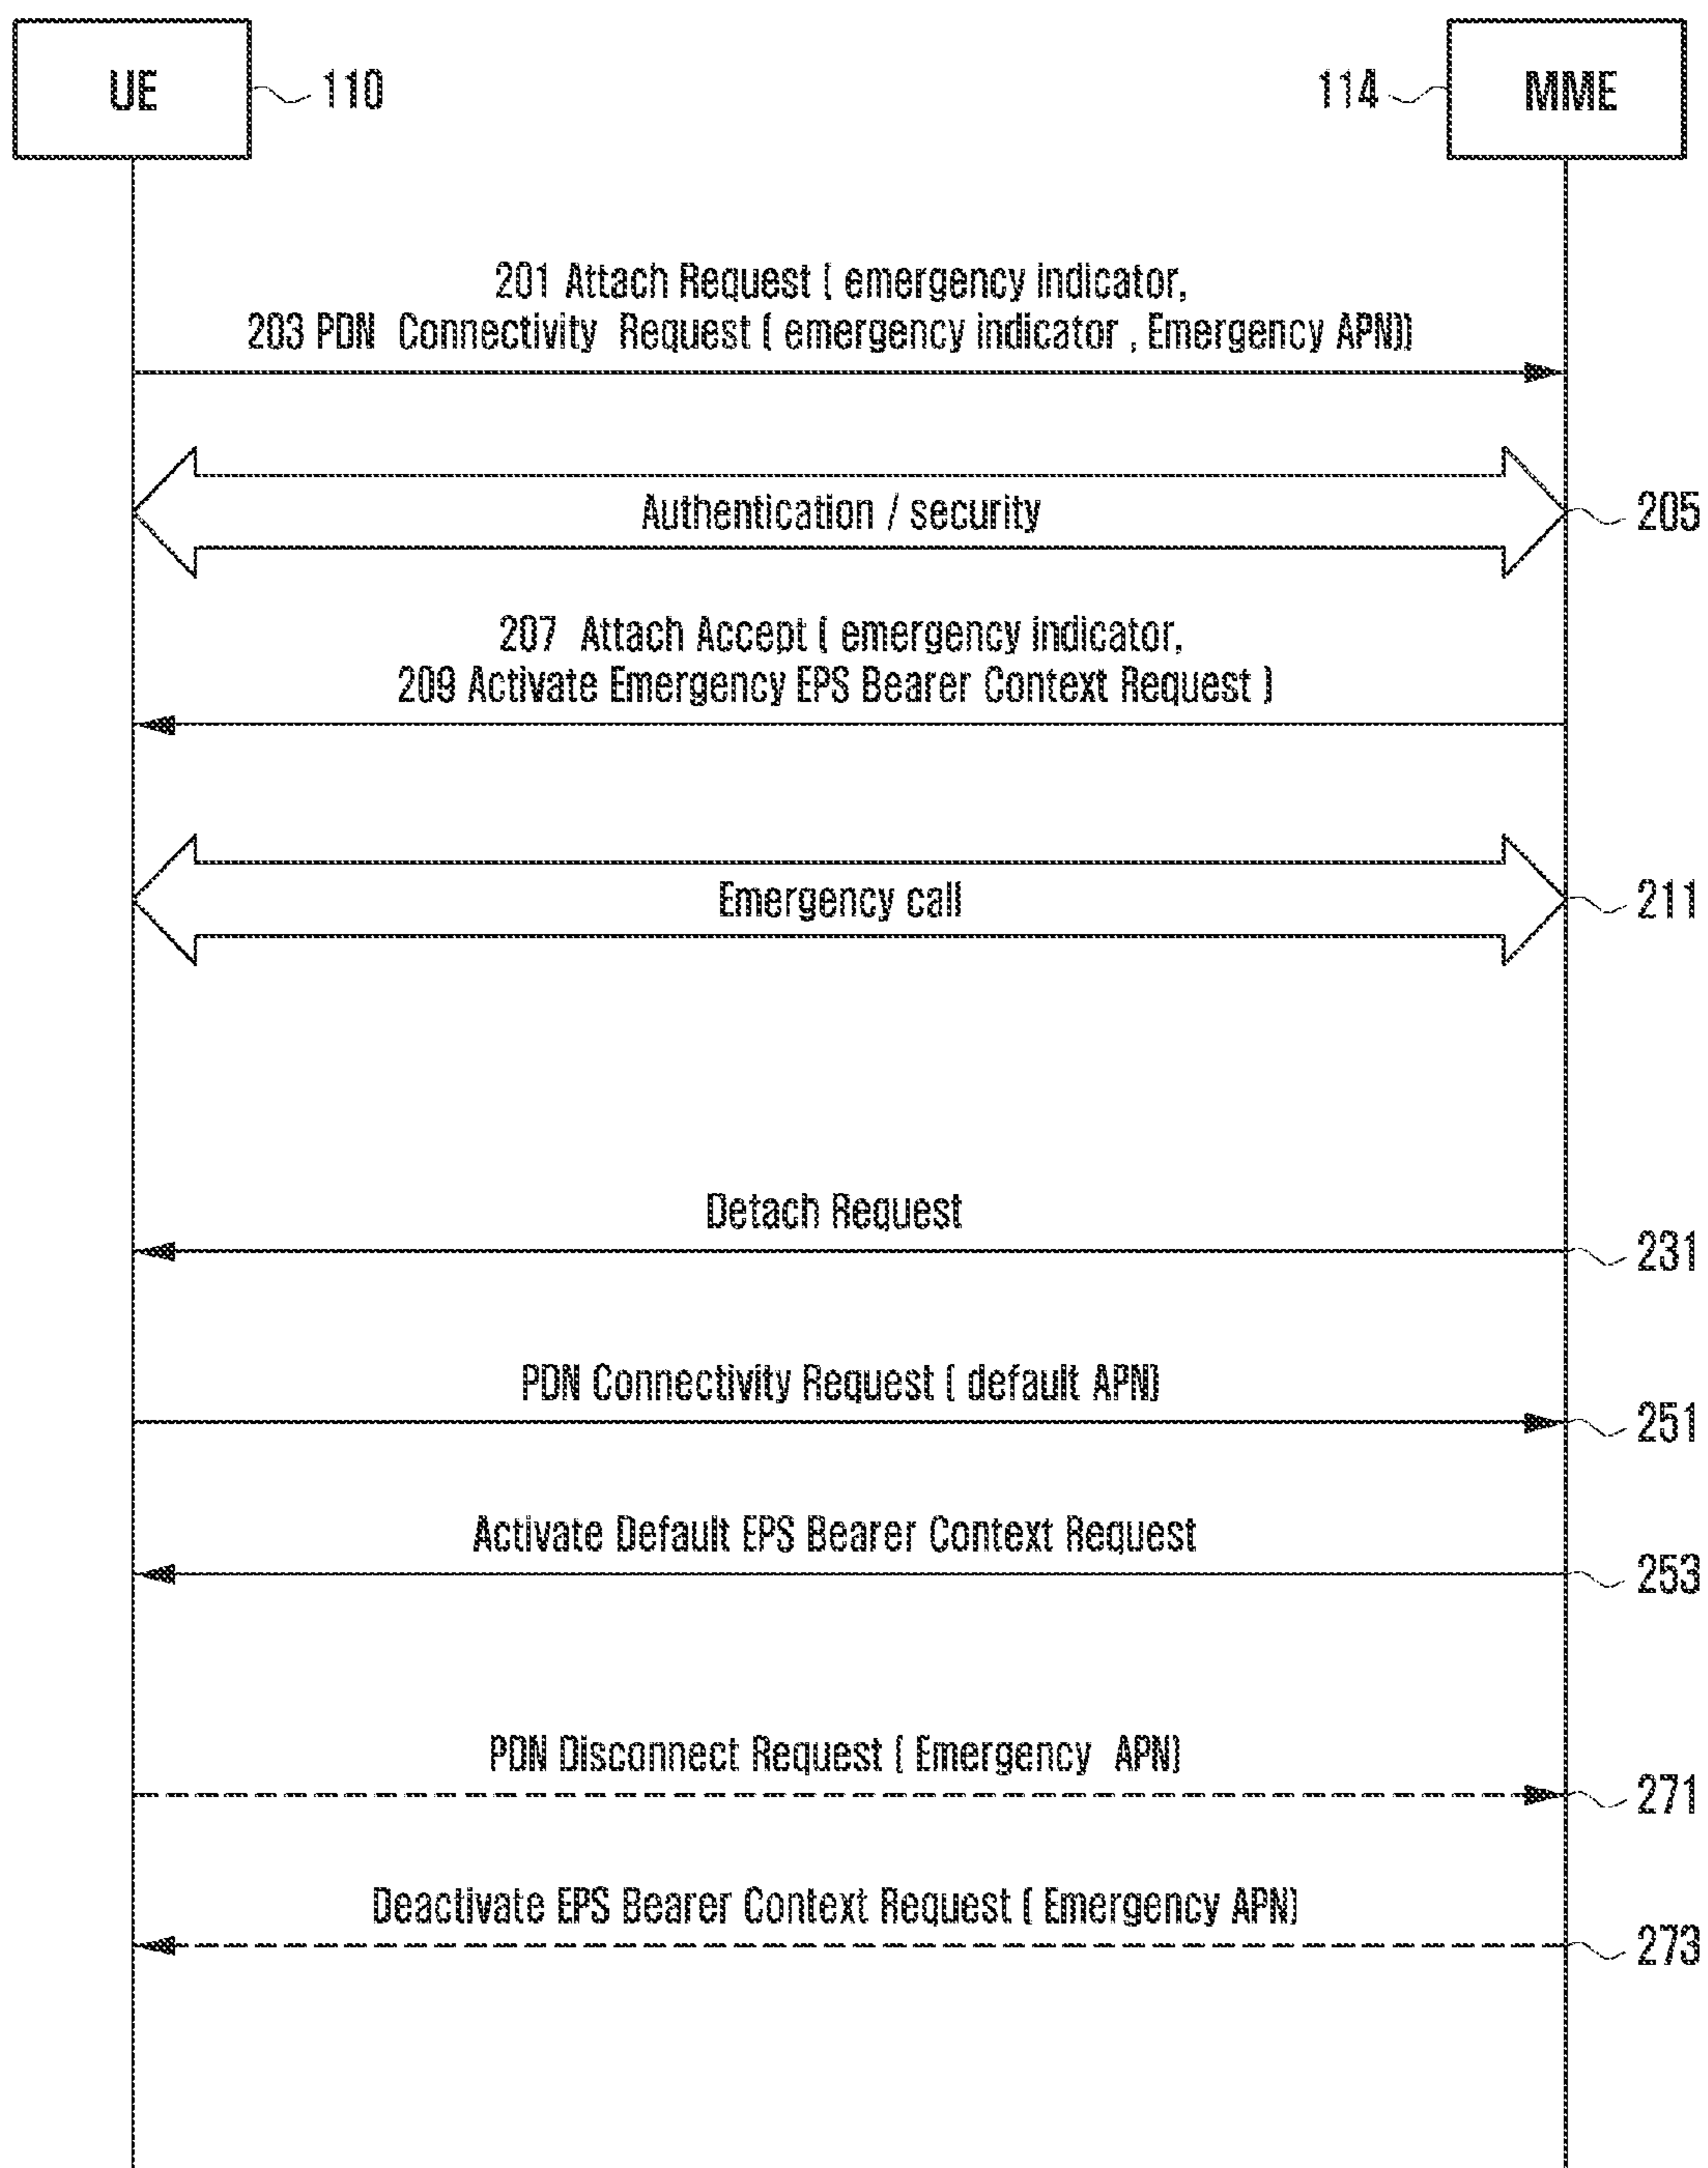 UE
110
114
MME
201 Attach Request ( emergency indicator,
203 PDN Connectivity Request ( emergency indicator , Emergency APN))
Authentication / security
205
207 Attach Accept ( emergency indicator,
209 Activate Emergency EPS Bearer Context Request )
Emergency call
211
Detach Request
231
PDN Connectivity Request ( default APN)
251
Activate Default EPS Bearer Context Request
253
PDN Disconnect Request ( Emergency APN)
271
Deactivate EPS Bearer Context Request ( Emergency APN)
273